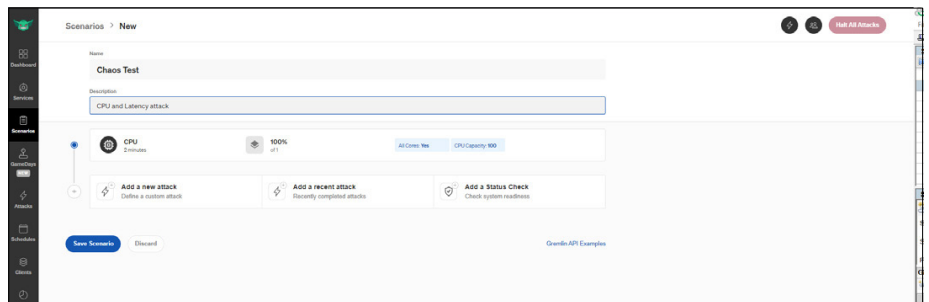 Scenarios > New
Halt All Attacks
Dashboard
Services
Scenarios
GameDays
NEW
Attacks
Schedules
Clients
Name
Chaos Test
Description
CPU and Latency attack
CPU
2 minutes
100%
of 1
All Cores: Yes
CPU Capacity: 100
Add a new attack
Define a custom attack
Add a recent attack
Recently completed attacks
Add a Status Check
Check system readiness
Save Scenario
Discard
Gremlin API Examples